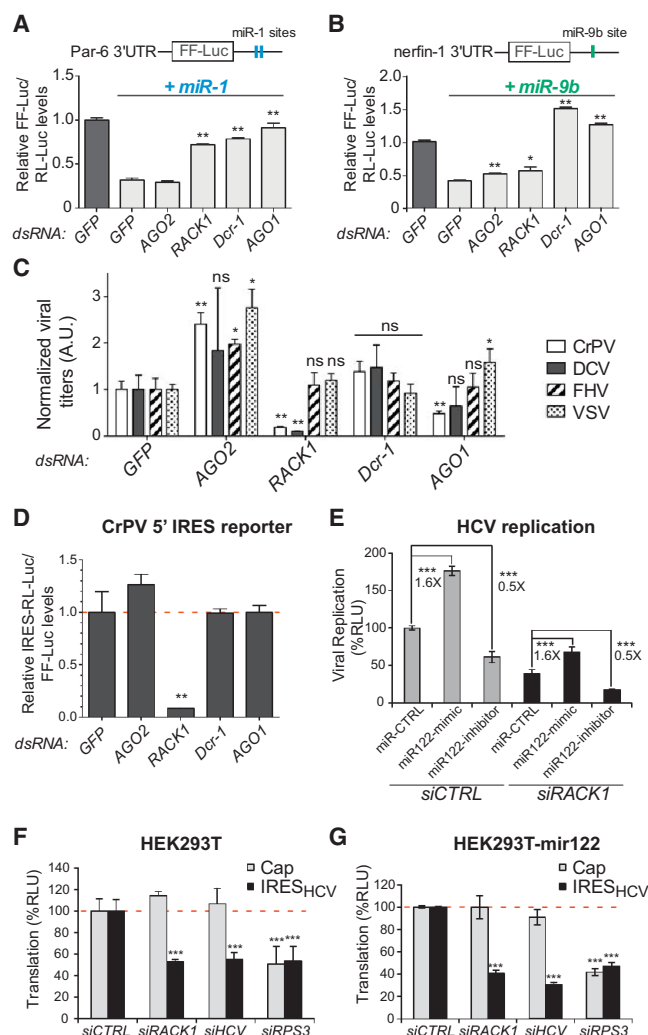 A
miR-1 sites
Par-6 3'UTR
FF-Luc
+ miR-1
Relative FF-Luc/
RL-Luc levels
1.5
1.0
0.5
0
**
**
**
dsRNA:
GFP
GFP
AGO2
RACK1
Dcr-1
AGO1
B
miR-9b site
nerfin-1 3'UTR
FF-Luc
+ miR-9b
Relative FF-Luc/
RL-Luc levels
2.0
1.5
1.0
0.5
0
**
*
**
**
dsRNA:
GFP
GFP
AGO2
RACK1
Dcr-1
AGO1
C
Normalized viral
titers (A.U.)
3
2
1
0
**
ns
*
*
**
**
ns
ns
ns
**
ns
ns
*
CrPV
DCV
FHV
VSV
dsRNA:
GFP
AGO2
RACK1
Dcr-1
AGO1
D
CrPV 5' IRES reporter
Relative IRES-RL-Luc/
FF-Luc levels
1.5
1.0
0.5
0.0
**
dsRNA:
GFP
AGO2
RACK1
Dcr-1
AGO1
E
HCV replication
Viral Replication
(%RLU)
200
150
100
50
0
***
1.6X
***
0.5X
***
1.6X
***
0.5X
miR-CTRL
miR122-mimic
miR122-inhibitor
miR-CTRL
miR122-mimic
miR122-inhibitor
siCTRL
siRACK1
F
HEK293T
Translation (%RLU)
140
120
100
80
60
40
20
0
Cap
IRESHCV
***
***
***
***
siCTRL
siRACK1
siHCV
siRPS3
G
HEK293T-mir122
Translation (%RLU)
140
120
100
80
60
40
20
0
Cap
IRESHCV
***
***
***
***
siCTRL
siRACK1
siHCV
siRPS3